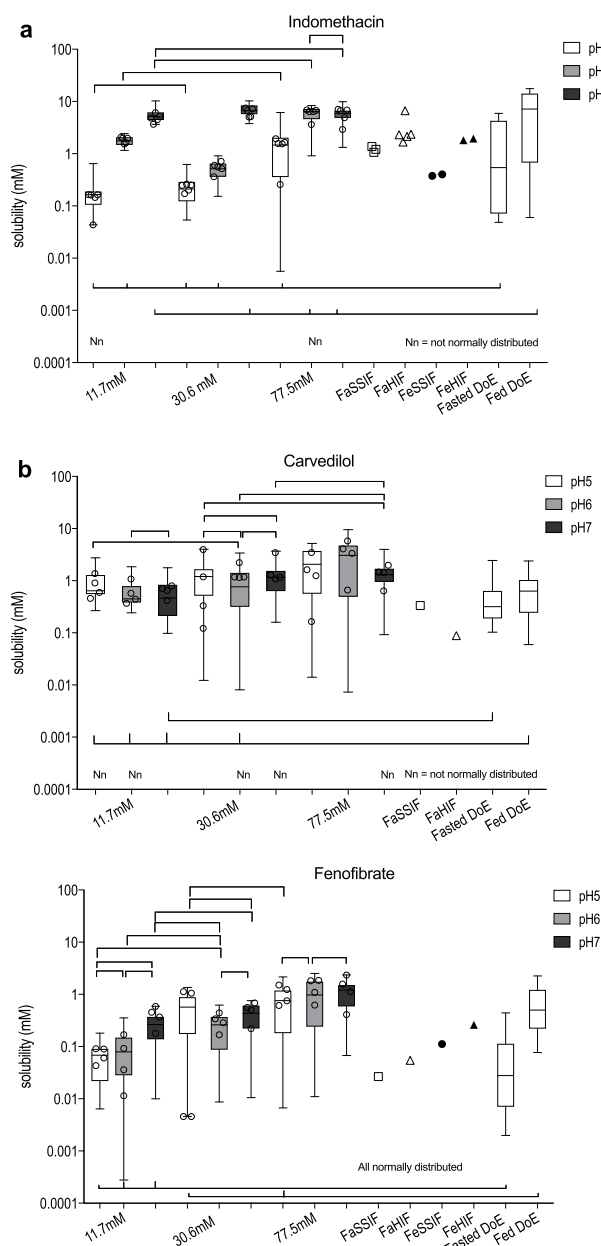 a
Indomethacin
100
10
1
0.1
0.01
0.001
0.0001
solubility (mM)
pH
pH
pH
Nn
Nn
Nn = not normally distributed
11.7mM
30.6 mM
77.5mM
FaSSIF
FaHIF
FeSSIF
FeHIF
Fasted DoE
Fed DoE
b
Carvedilol
100
10
1
0.1
0.01
0.001
0.0001
solubility (mM)
pH5
pH6
pH7
Nn
Nn
Nn
Nn
Nn
Nn = not normally distributed
11.7mM
30.6mM
77.5mM
FaSSIF
FaHIF
Fasted DoE
Fed DoE
Fenofibrate
100
10
1
0.1
0.01
0.001
0.0001
solubility (mM)
pH5
pH6
pH7
All normally distributed
11.7mM
30.6mM
77.5mM
FaSSIF
FaHIF
FeSSIF
FeHIF
Fasted DoE
Fed DoE